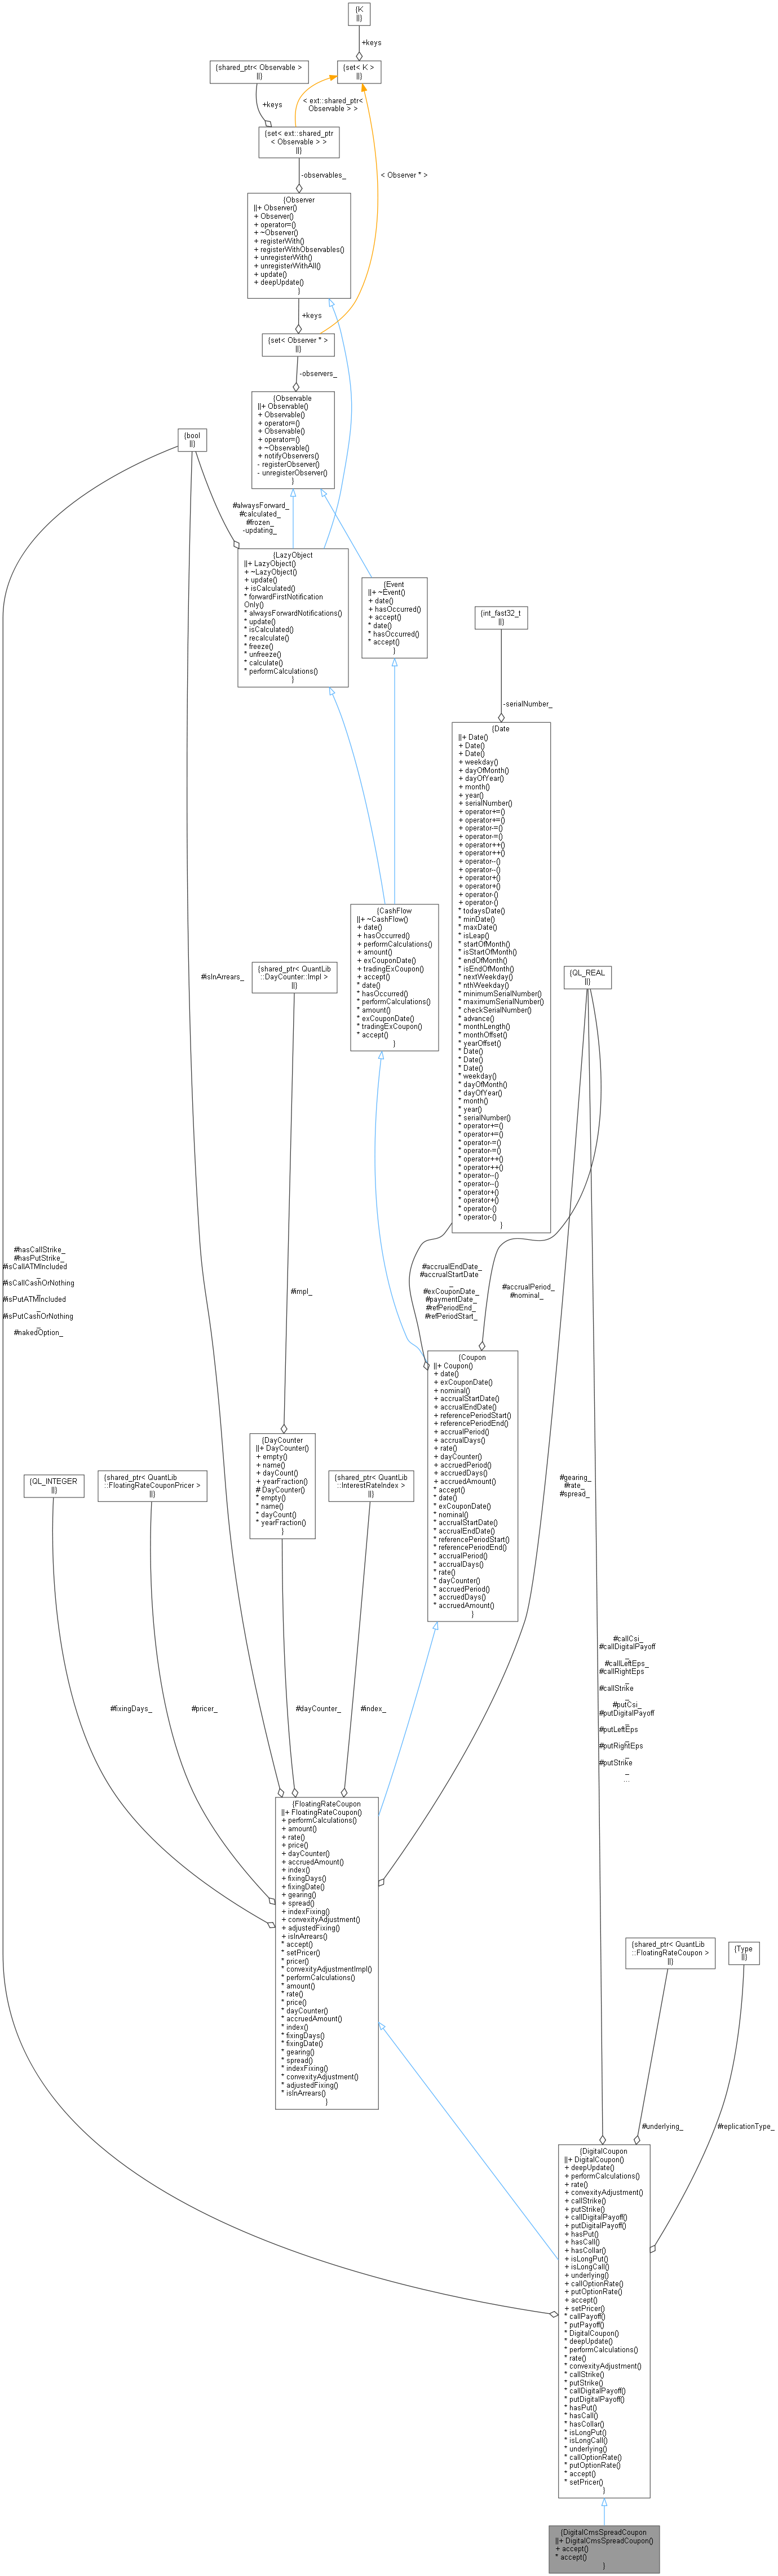 {K
||}
+keys
{shared_ptr< Observable >
||}
{set< K >
||}
+keys
< ext::shared_ptr<
Observable > >
{set< ext::shared_ptr
< Observable > >
||}
-observables_
< Observer * >
{Observer
||+ Observer()
+ Observer()
+ operator=()
+ ~Observer()
+ registerWith()
+ registerWithObservables()
+ unregisterWith()
+ unregisterWithAll()
+ update()
+ deepUpdate()
}
+keys
{set< Observer * >
||}
-observers_
{Observable
||+ Observable()
+ Observable()
+ operator=()
+ Observable()
+ operator=()
+ ~Observable()
+ notifyObservers()
- registerObserver()
- unregisterObserver()
}
{bool
||}
#alwaysForward_
#calculated_
#frozen_
-updating_
{LazyObject
||+ LazyObject()
+ ~LazyObject()
+ update()
+ isCalculated()
* forwardFirstNotification
Only()
* alwaysForwardNotifications()
* update()
* isCalculated()
* recalculate()
* freeze()
* unfreeze()
* calculate()
* performCalculations()
}
{Event
||+ ~Event()
+ date()
+ hasOccurred()
+ accept()
* date()
* hasOccurred()
* accept()
}
{int_fast32_t
||}
-serialNumber_
{Date
||+ Date()
+ Date()
+ Date()
+ weekday()
+ dayOfMonth()
+ dayOfYear()
+ month()
+ year()
+ serialNumber()
+ operator+=()
+ operator+=()
+ operator-=()
+ operator-=()
+ operator++()
+ operator++()
+ operator--()
+ operator--()
+ operator+()
+ operator+()
+ operator-()
+ operator-()
* todaysDate()
* minDate()
* maxDate()
* isLeap()
* startOfMonth()
* isStartOfMonth()
* endOfMonth()
* isEndOfMonth()
* nextWeekday()
* nthWeekday()
* minimumSerialNumber()
* maximumSerialNumber()
* checkSerialNumber()
* advance()
* monthLength()
* monthOffset()
* yearOffset()
* Date()
* Date()
* Date()
* weekday()
* dayOfMonth()
* dayOfYear()
* month()
* year()
* serialNumber()
* operator+=()
* operator+=()
* operator-=()
* operator-=()
* operator++()
* operator++()
* operator--()
* operator--()
* operator+()
* operator+()
* operator-()
* operator-()
}
{CashFlow
||+ ~CashFlow()
+ date()
+ hasOccurred()
+ performCalculations()
+ amount()
+ exCouponDate()
+ tradingExCoupon()
+ accept()
* date()
* hasOccurred()
* performCalculations()
* amount()
* exCouponDate()
* tradingExCoupon()
* accept()
}
#isInArrears_
{shared_ptr< QuantLib
::DayCounter::Impl >
||}
{QL_REAL
||}
#hasCallStrike_
#hasPutStrike_
#isCallATMIncluded
_
#isCallCashOrNothing
_
#isPutATMIncluded
_
#isPutCashOrNothing
_
#nakedOption_
#impl_
#accrualEndDate_
#accrualStartDate
_
#exCouponDate_
#paymentDate_
#refPeriodEnd_
#refPeriodStart_
#accrualPeriod_
#nominal_
{Coupon
||+ Coupon()
+ date()
+ exCouponDate()
+ nominal()
+ accrualStartDate()
+ accrualEndDate()
+ referencePeriodStart()
+ referencePeriodEnd()
+ accrualPeriod()
+ accrualDays()
+ rate()
+ dayCounter()
+ accruedPeriod()
+ accruedDays()
+ accruedAmount()
* accept()
* date()
* exCouponDate()
* nominal()
* accrualStartDate()
* accrualEndDate()
* referencePeriodStart()
* referencePeriodEnd()
* accrualPeriod()
* accrualDays()
* rate()
* dayCounter()
* accruedPeriod()
* accruedDays()
* accruedAmount()
}
{DayCounter
||+ DayCounter()
+ empty()
+ name()
+ dayCount()
+ yearFraction()
# DayCounter()
* empty()
* name()
* dayCount()
* yearFraction()
}
{QL_INTEGER
||}
{shared_ptr< QuantLib
::FloatingRateCouponPricer >
||}
{shared_ptr< QuantLib
::InterestRateIndex >
||}
#gearing_
#rate_
#spread_
#callCsi_
#callDigitalPayoff
_
#callLeftEps_
#callRightEps
_
#callStrike
_
#putCsi_
#putDigitalPayoff
_
#putLeftEps
_
#putRightEps
_
#putStrike
_
...
#fixingDays_
#pricer_
#dayCounter_
#index_
{FloatingRateCoupon
||+ FloatingRateCoupon()
+ performCalculations()
+ amount()
+ rate()
+ price()
+ dayCounter()
+ accruedAmount()
+ index()
+ fixingDays()
+ fixingDate()
+ gearing()
+ spread()
+ indexFixing()
+ convexityAdjustment()
+ adjustedFixing()
+ isInArrears()
* accept()
* setPricer()
* pricer()
* convexityAdjustmentImpl()
* performCalculations()
* amount()
* rate()
* price()
* dayCounter()
* accruedAmount()
* index()
* fixingDays()
* fixingDate()
* gearing()
* spread()
* indexFixing()
* convexityAdjustment()
* adjustedFixing()
* isInArrears()
}
{shared_ptr< QuantLib
::FloatingRateCoupon >
||}
{Type
||}
#underlying_
#replicationType_
{DigitalCoupon
||+ DigitalCoupon()
+ deepUpdate()
+ performCalculations()
+ rate()
+ convexityAdjustment()
+ callStrike()
+ putStrike()
+ callDigitalPayoff()
+ putDigitalPayoff()
+ hasPut()
+ hasCall()
+ hasCollar()
+ isLongPut()
+ isLongCall()
+ underlying()
+ callOptionRate()
+ putOptionRate()
+ accept()
+ setPricer()
* callPayoff()
* putPayoff()
* DigitalCoupon()
* deepUpdate()
* performCalculations()
* rate()
* convexityAdjustment()
* callStrike()
* putStrike()
* callDigitalPayoff()
* putDigitalPayoff()
* hasPut()
* hasCall()
* hasCollar()
* isLongPut()
* isLongCall()
* underlying()
* callOptionRate()
* putOptionRate()
* accept()
* setPricer()
}
{DigitalCmsSpreadCoupon
||+ DigitalCmsSpreadCoupon()
+ accept()
* accept()
}